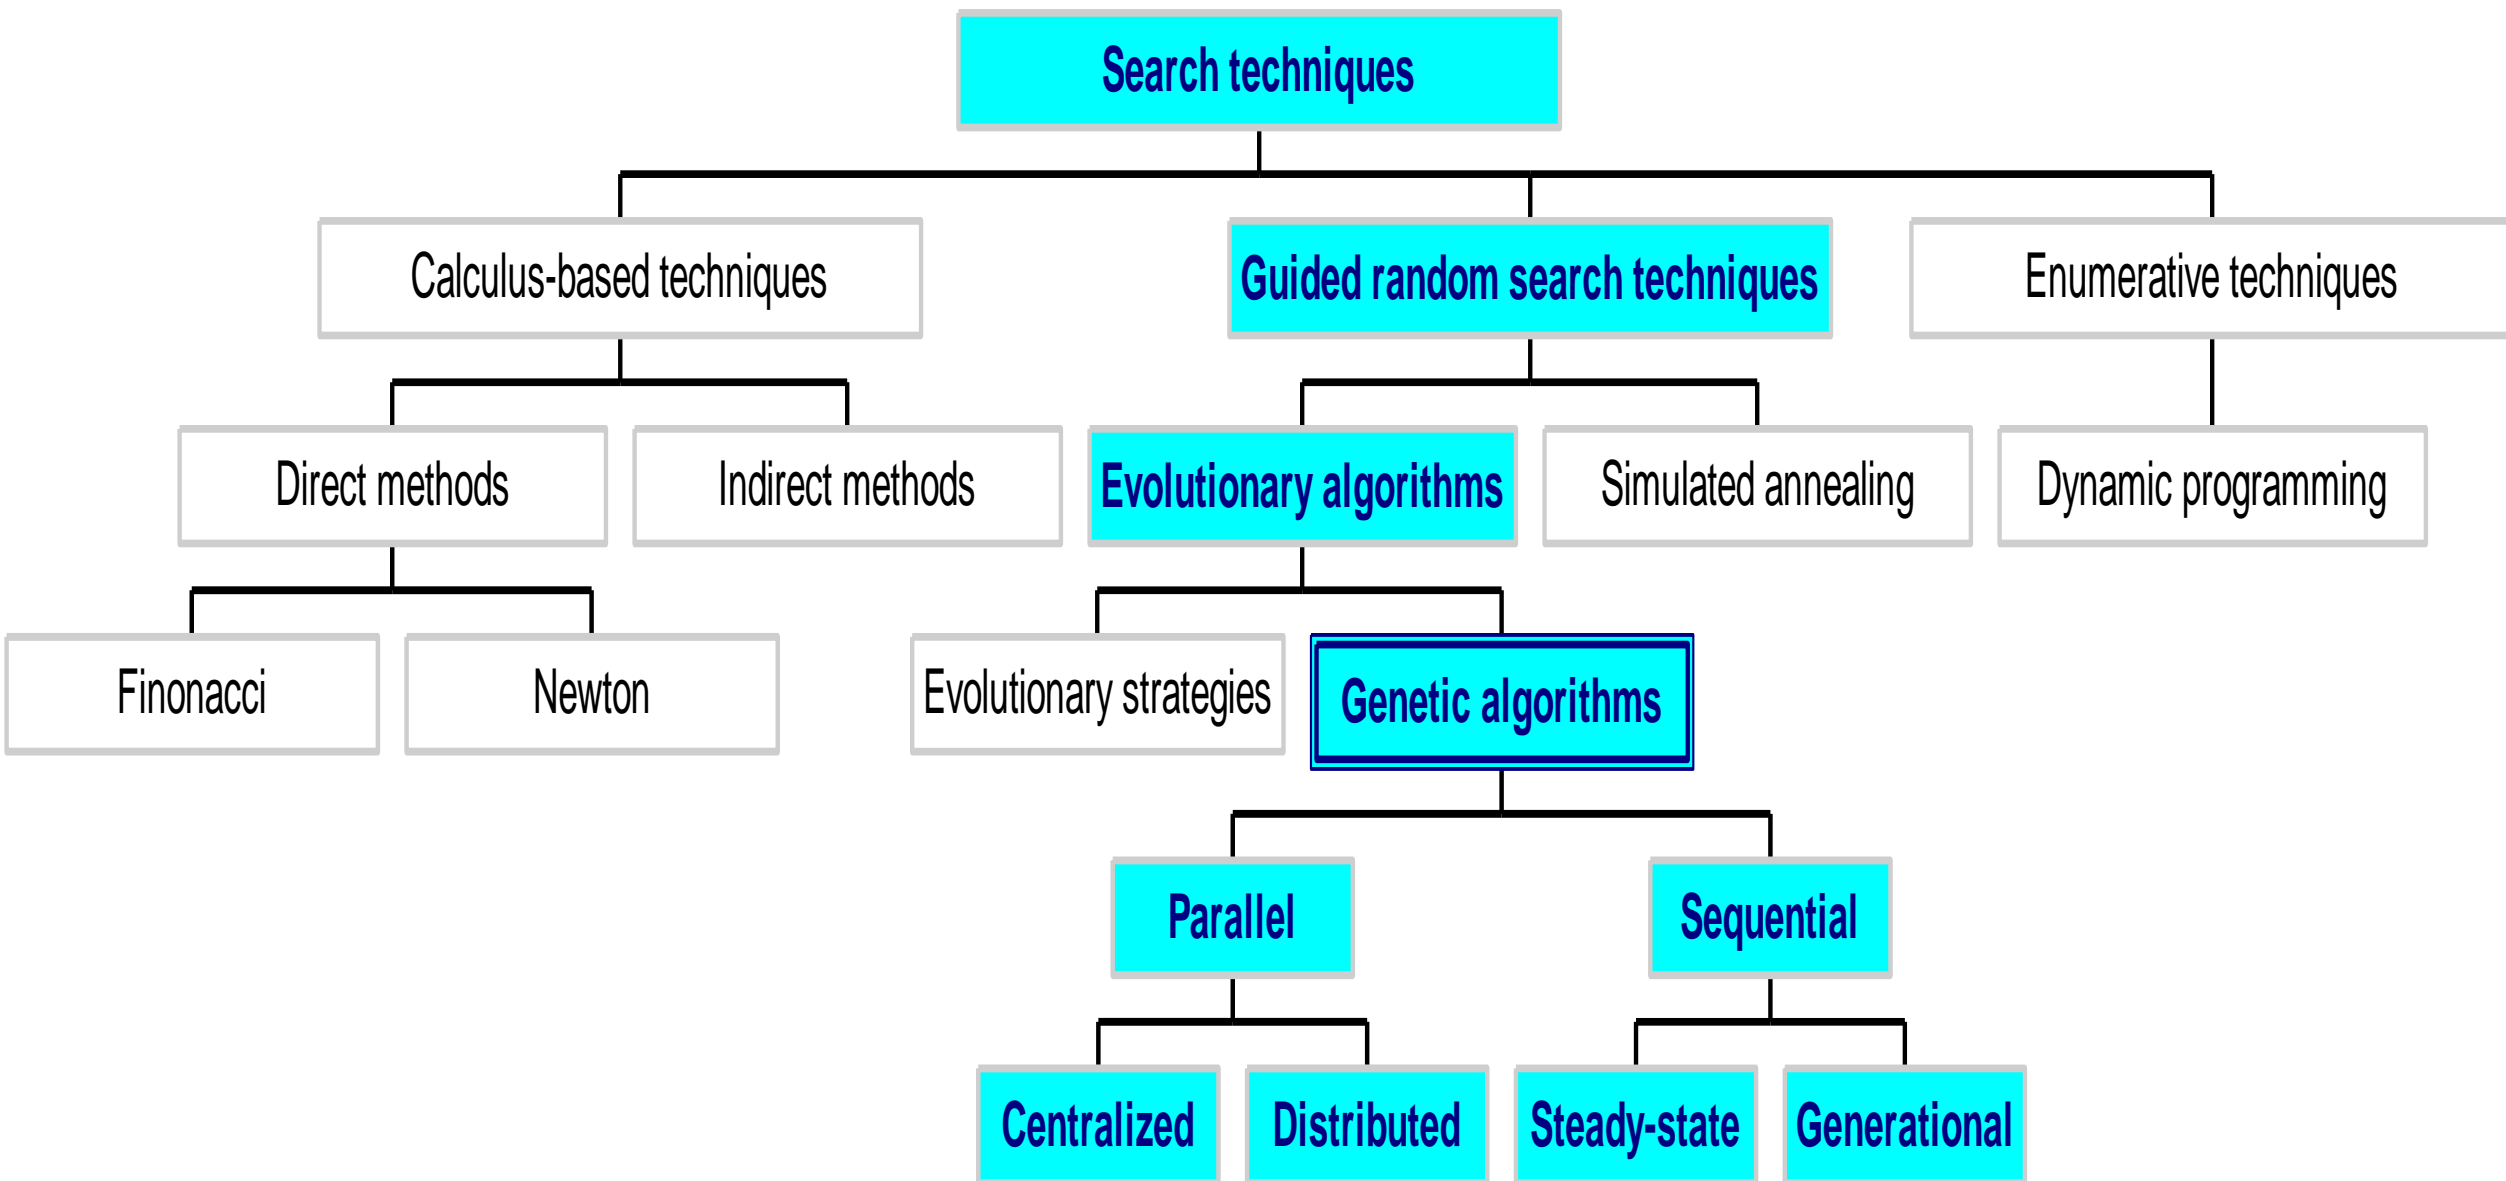 Search techniques
Calculus-based techniques
Guided random search techniques
Enumerative techniques
Direct methods
Indirect methods
Evolutionary algorithms
Simulated annealing
Dynamic programming
Finonacci
Newton
Evolutionary strategies
Genetic algorithms
Parallel
Sequential
Centralized
Distributed
Steady-state
Generational